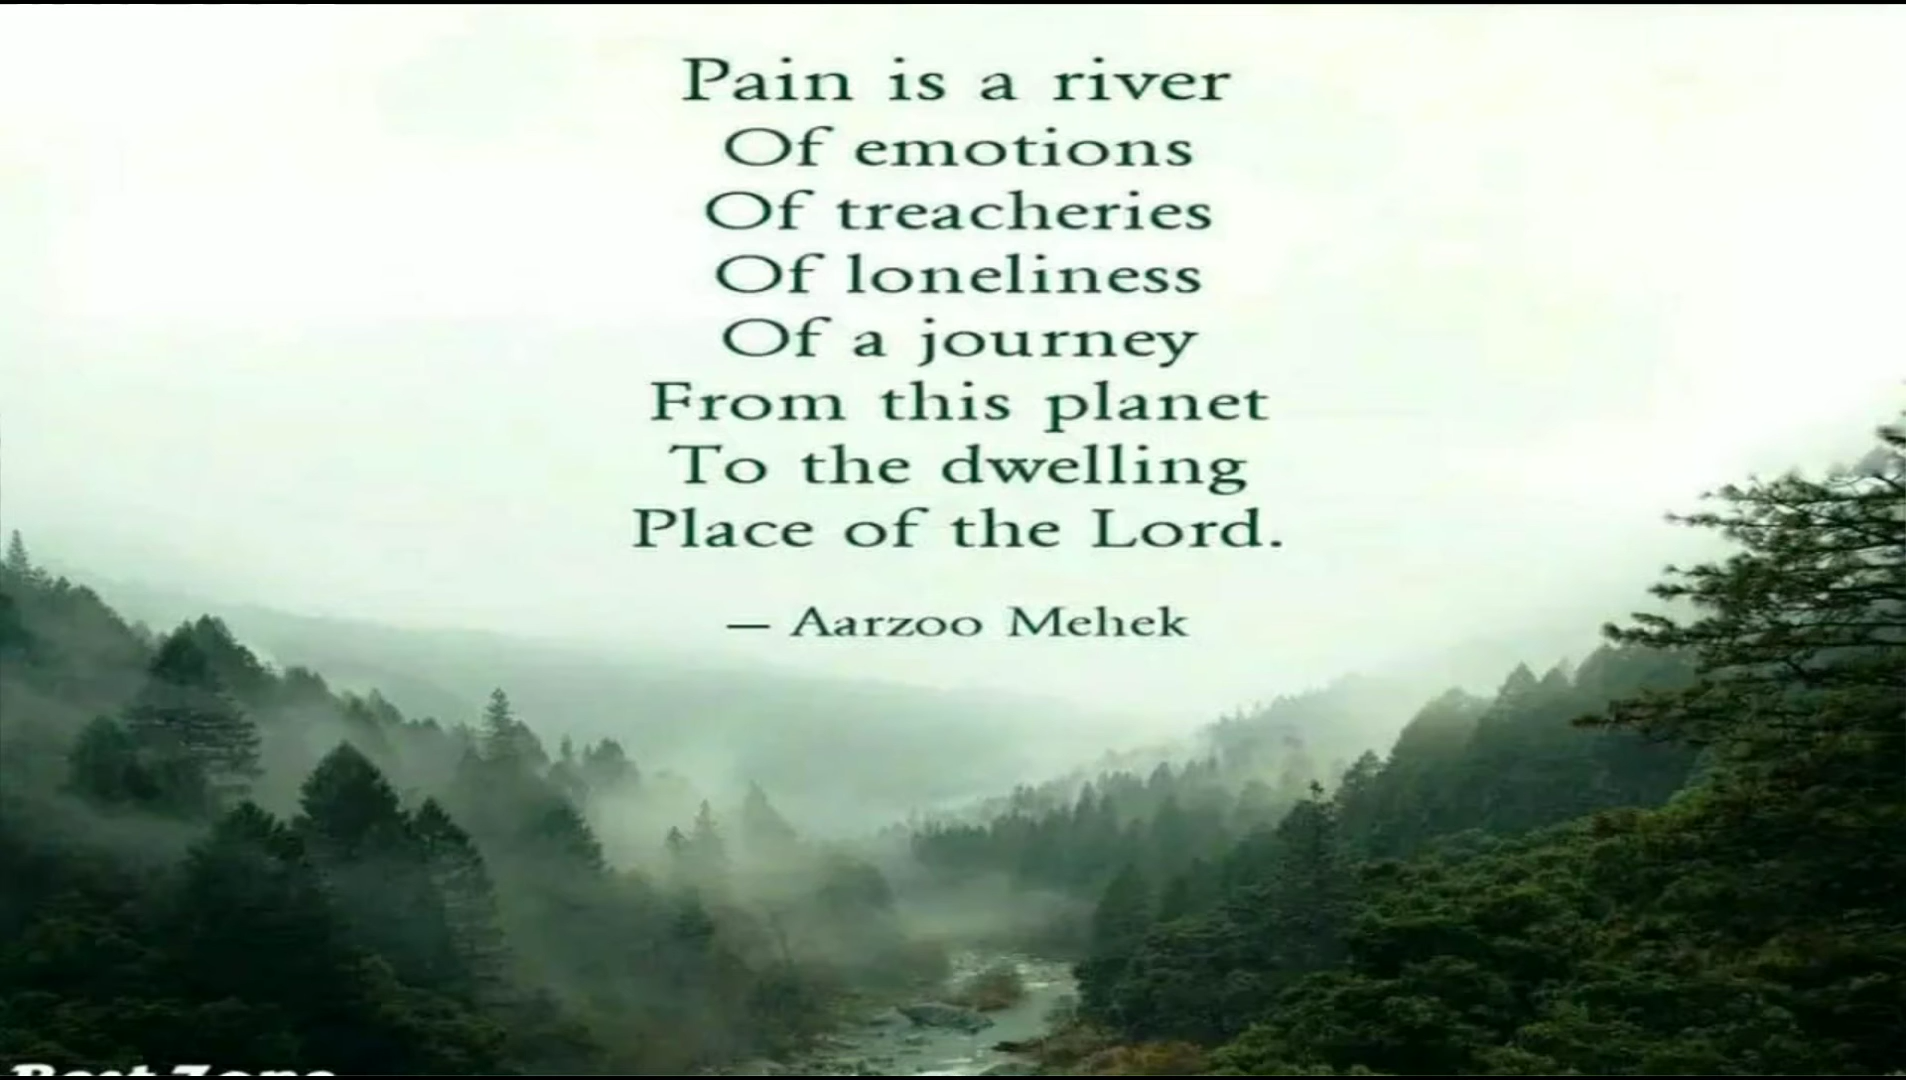 Pain is a river
Of emotions
Of treacheries
Of loneliness
Of a journey
From this planet
To the dwelling
Place of the Lord.
— Aarzoo Mehek